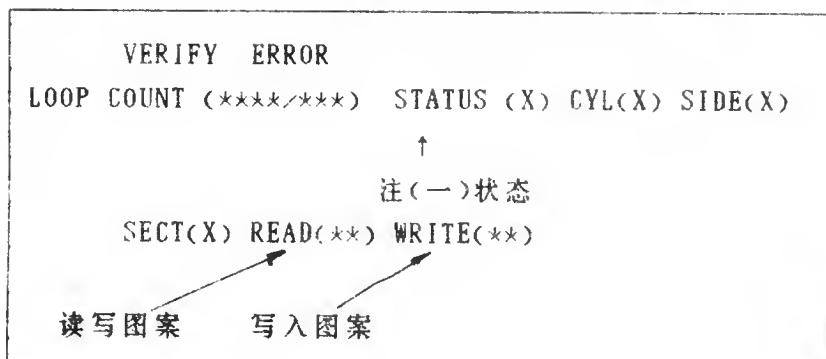 VERIFY ERROR
LOOP COUNT (****/***) STATUS (X) CYL(X) SIDE(X)
↑
注(一)状态
SECT(X) READ(**) WRITE(**)
读写图案 写入图案